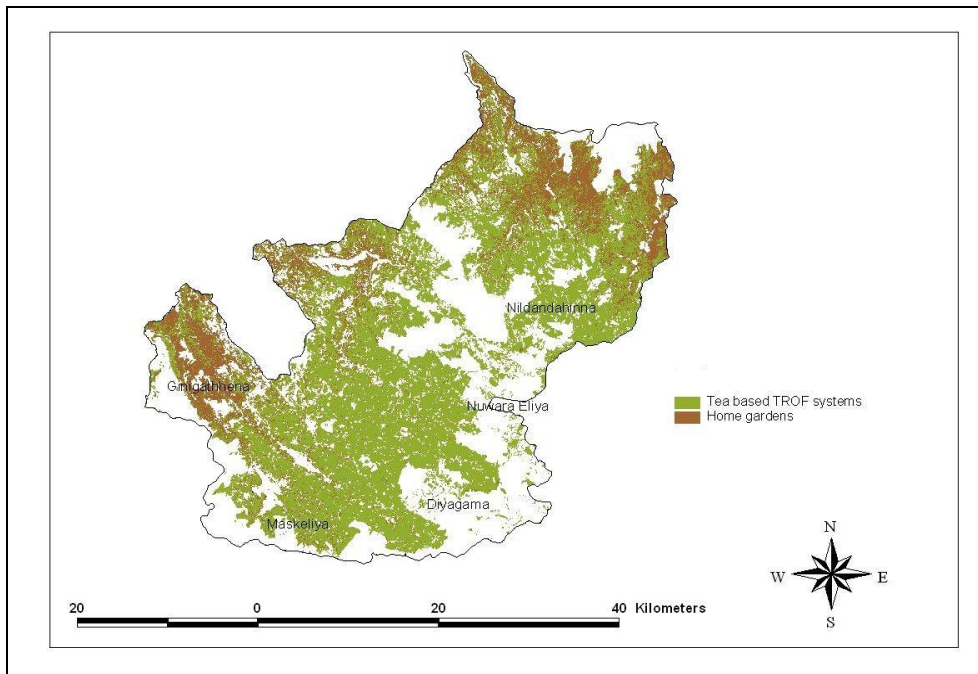 Nildandahinna
Ginigathhena
Tea based TROF systems
Nuwara Eliya
Home gardens
Diyagama
Maskeliya
N
W E
S
20 0 20 40 Kilometers